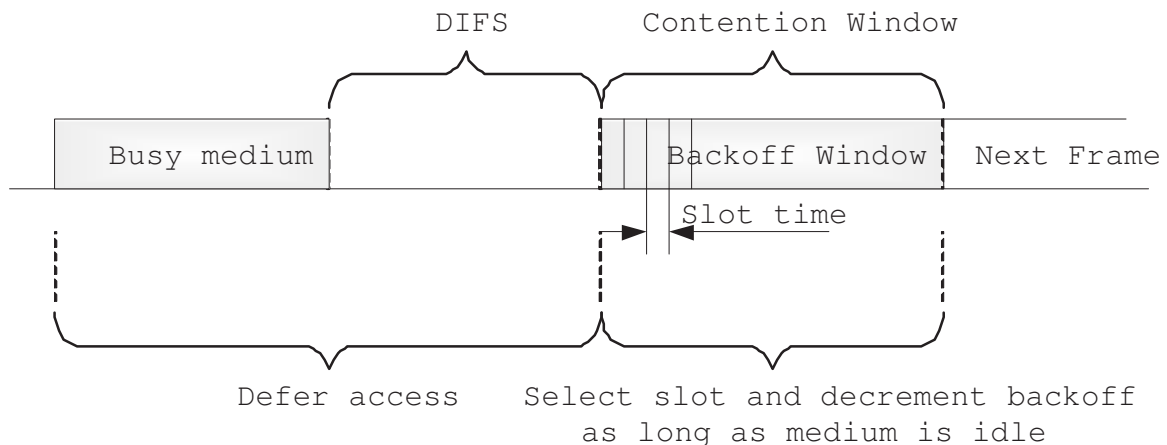 DIFS
Contention Window
Busy medium
Backoff Window
Next Frame
Slot time
Defer access
Select slot and decrement backoff
as long as medium is idle